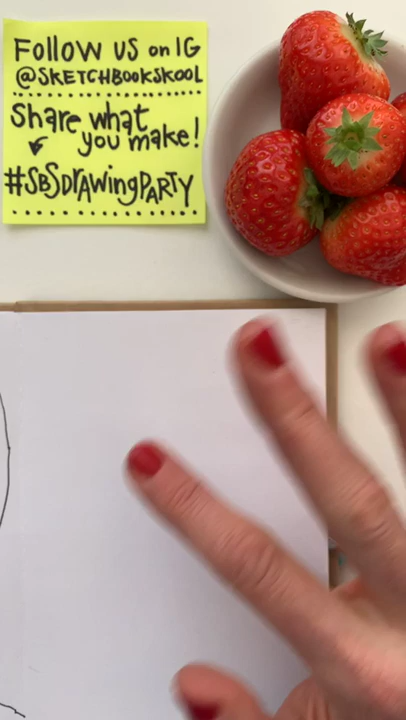 Follow us on IG
@SKETCHBOOKSKOOL
Share what
you make!
#SBSDrAWingPARTY